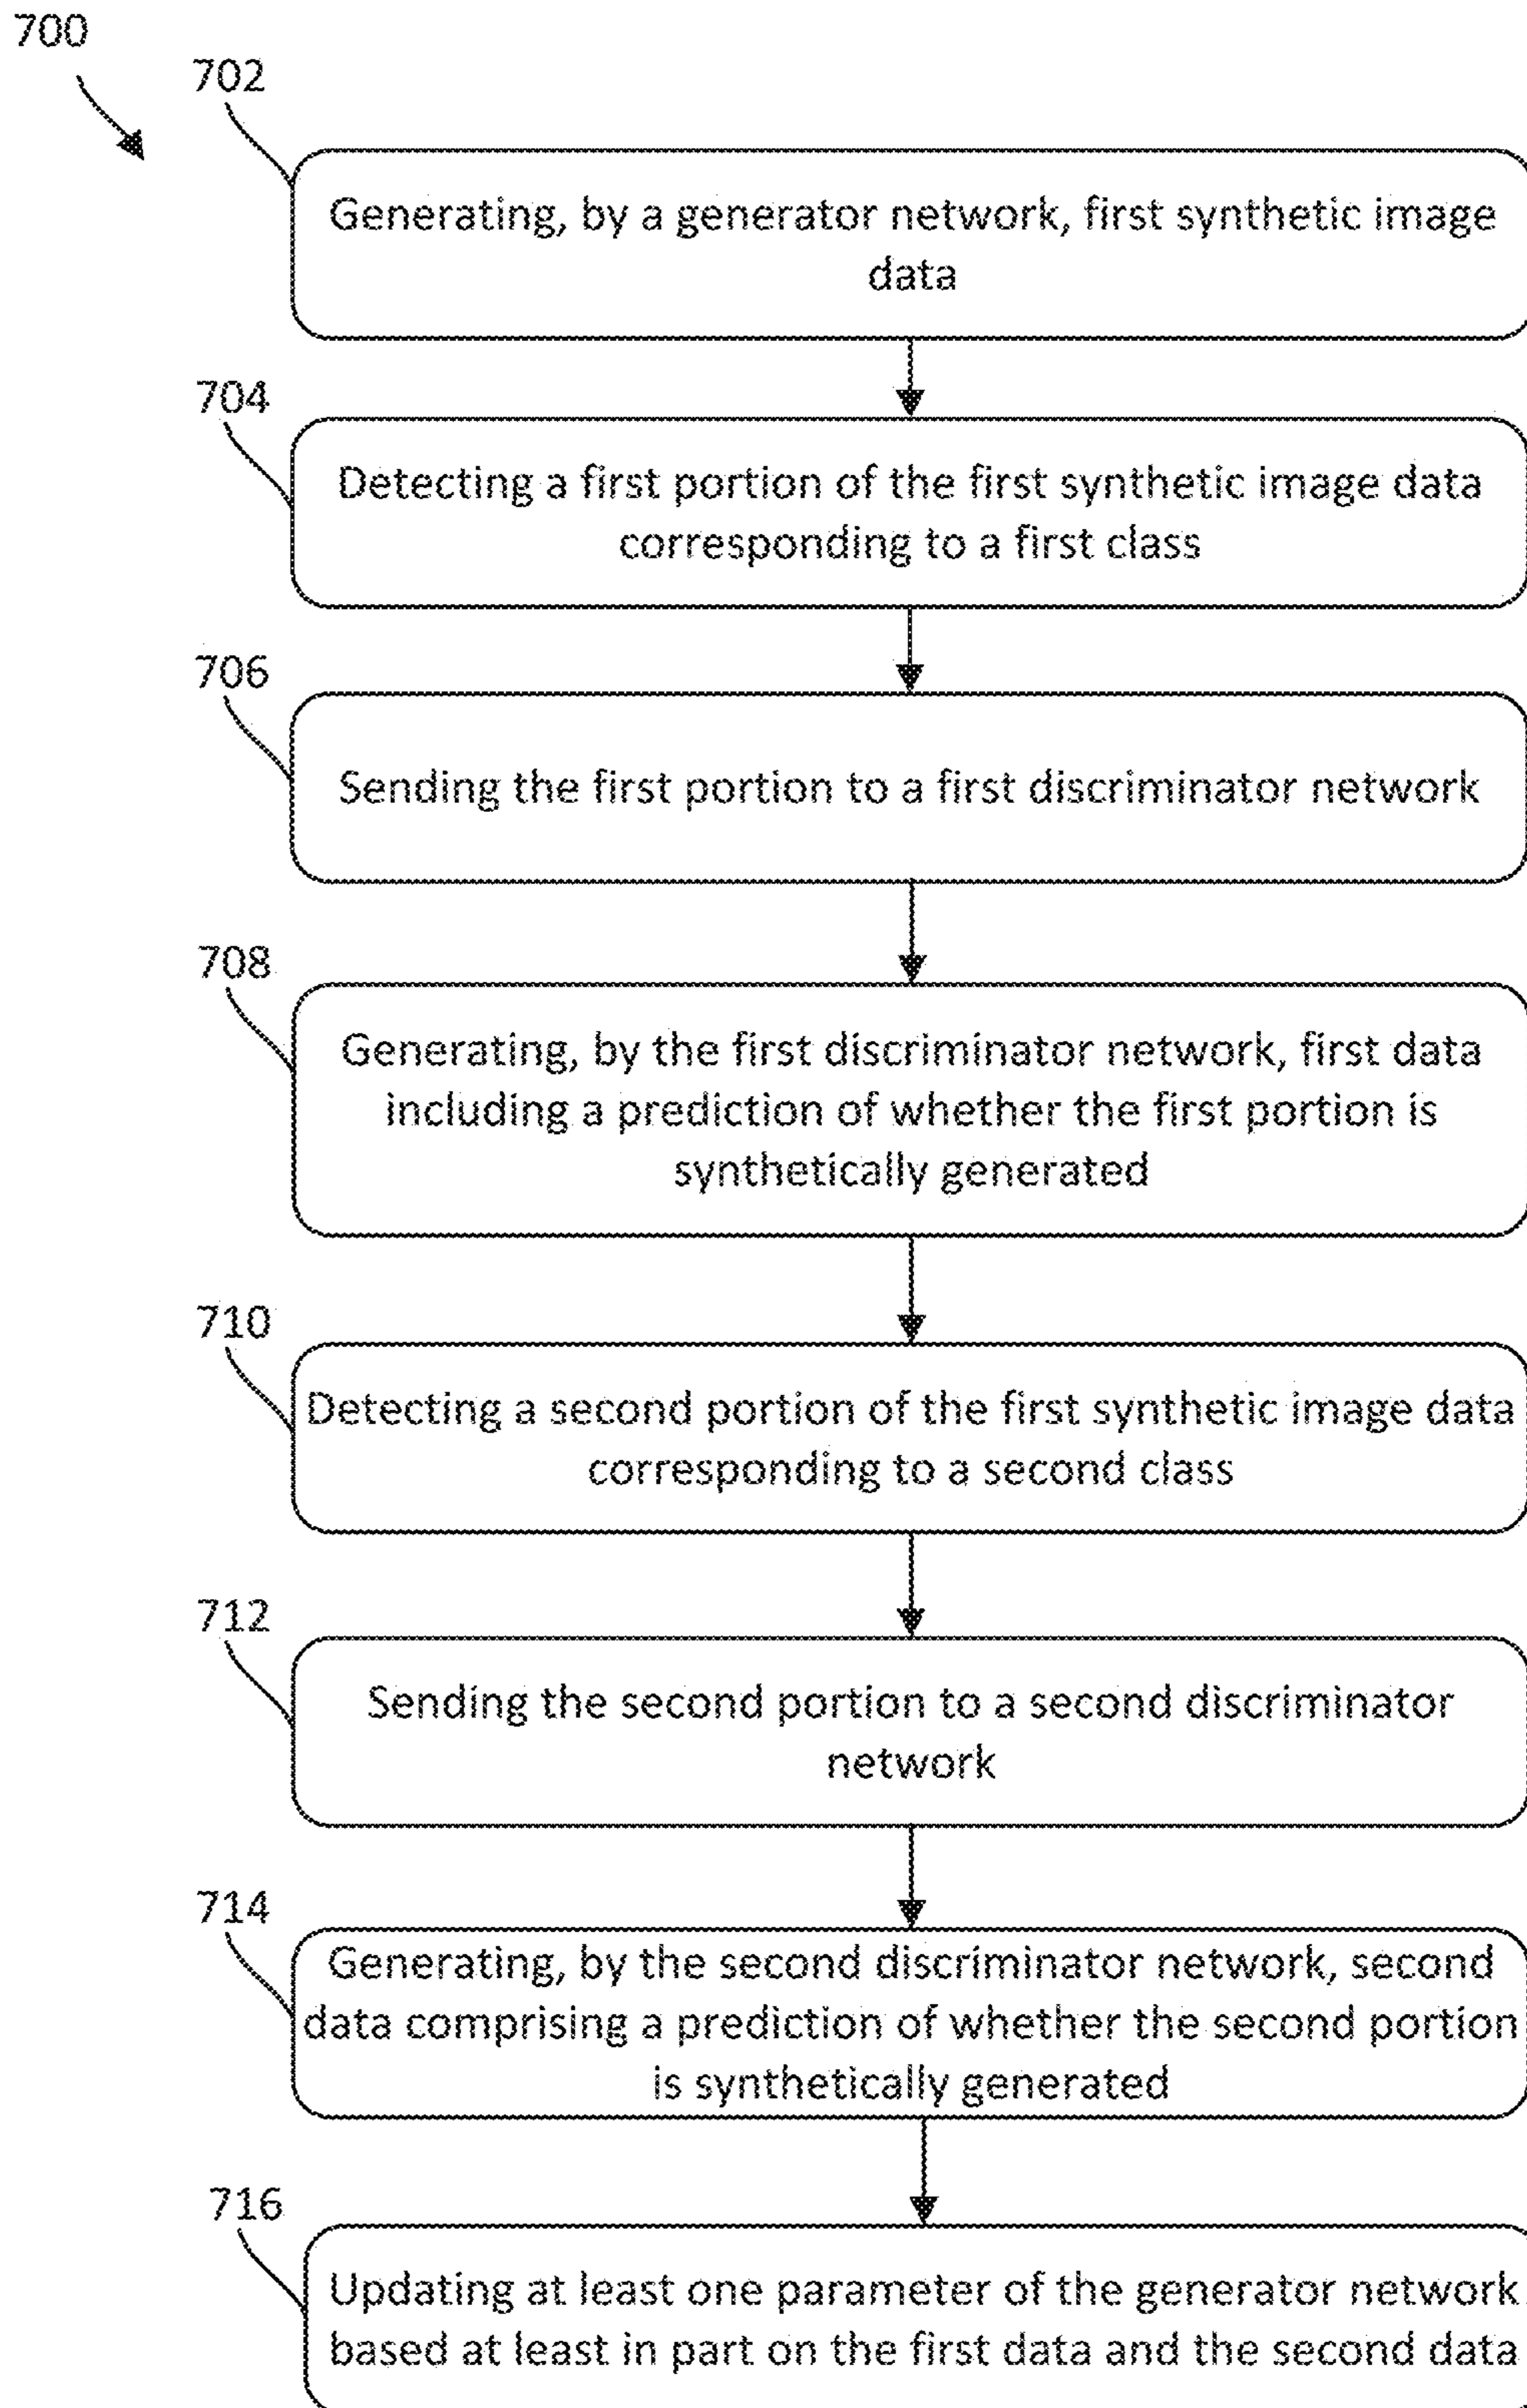 700
702
Generating, by a generator network, first synthetic image
data
704
Detecting a first portion of the first synthetic image data
corresponding to a first class
706
Sending the first portion to a first discriminator network
708
Generating, by the first discriminator network, first data
including a prediction of whether the first portion is
synthetically generated
710
Detecting a second portion of the first synthetic image data
corresponding to a second class
712
Sending the second portion to a second discriminator
network
714
Generating, by the second discriminator network, second
data comprising a prediction of whether the second portion
is synthetically generated
716
Updating at least one parameter of the generator network
based at least in part on the first data and the second data